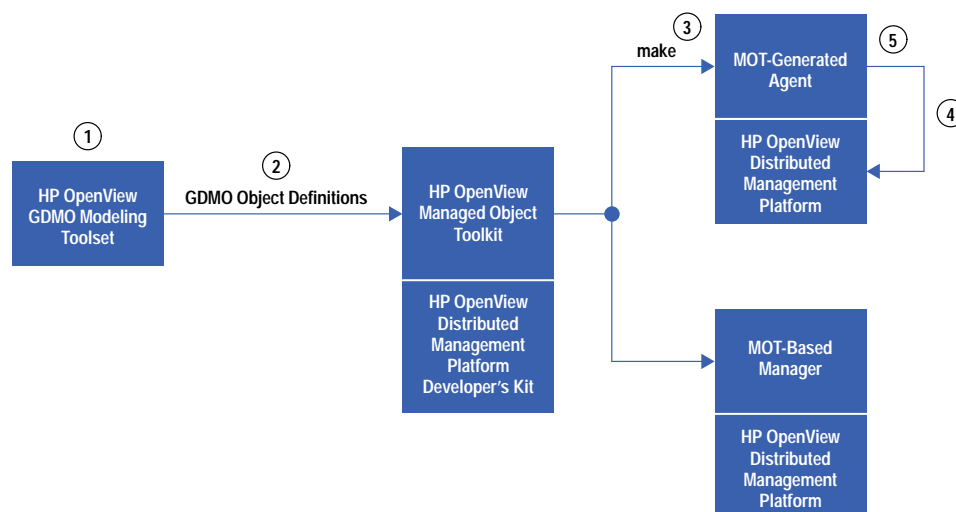 1
HP OpenView
GDMO Modeling
Toolset
2
GDMO Object Definitions
HP OpenView
Managed Object
Toolkit
HP OpenView
Distributed
Management
Platform
Developer's Kit
3
make
MOT-Generated
Agent
5
4
HP OpenView
Distributed
Management
Platform
MOT-Based
Manager
HP OpenView
Distributed
Management
Platform